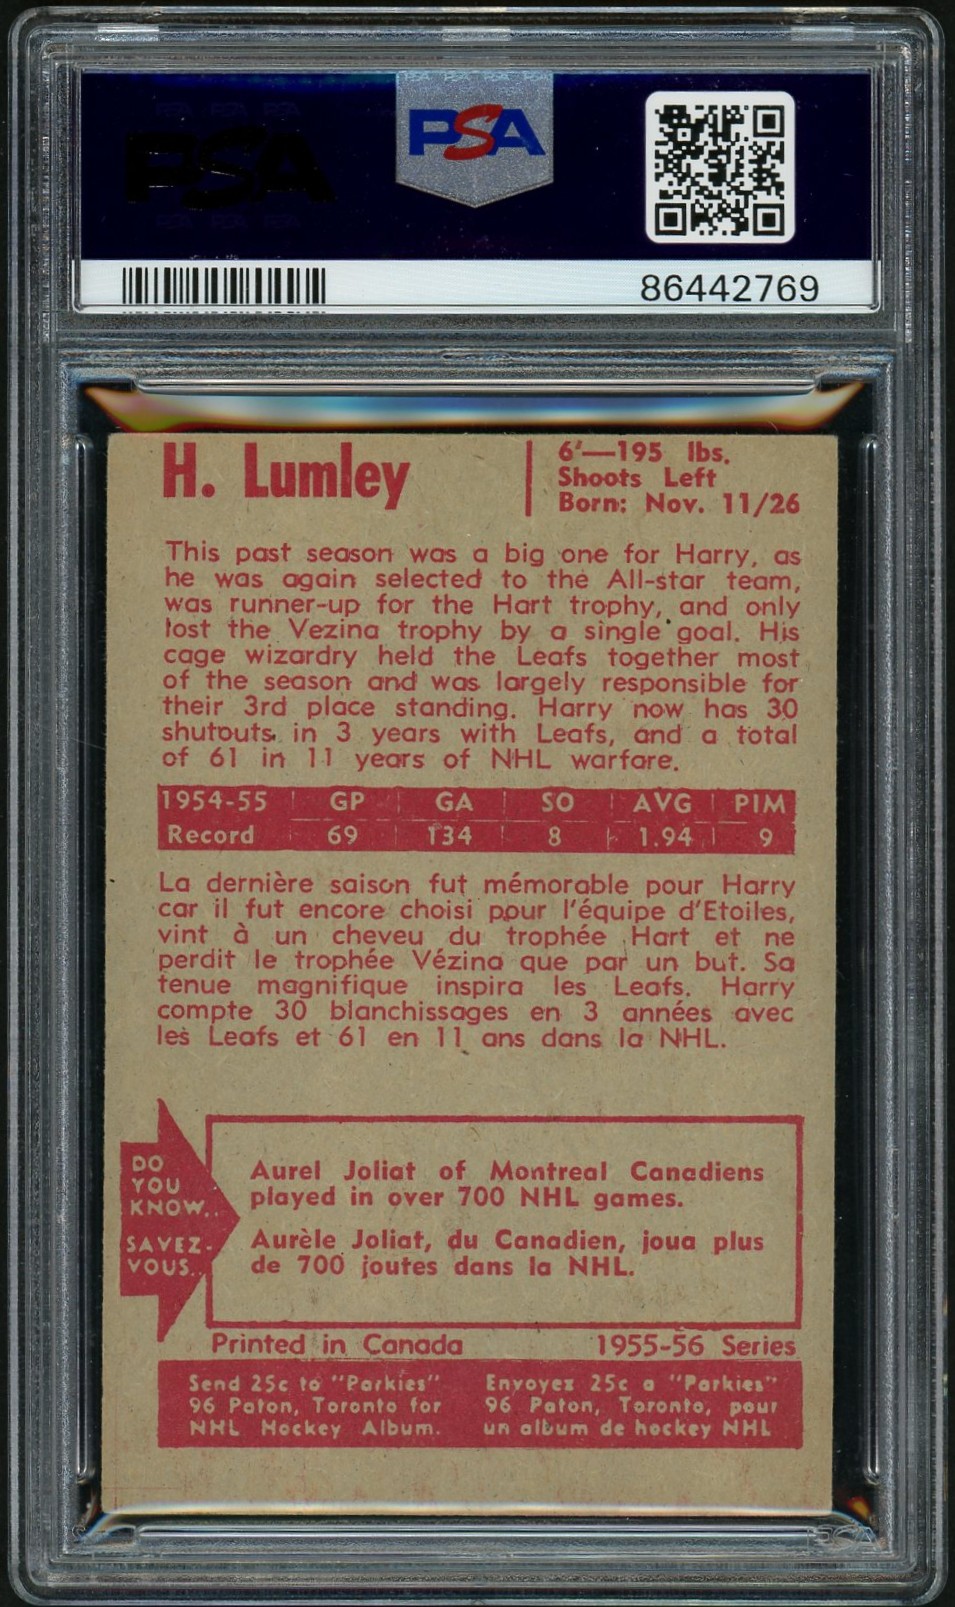 PSA
PSA
86442769
H. Lumley
6'—195 lbs.
Shoots Left
Born: Nov. 11/26
This past season was a big one for Harry, as
he was again selected to the All-star team,
was runner-up for the Hart trophy, and only
lost the Vezina trophy by a single goal. His
cage wizardry held the Leafs together most
of the season and was largely responsible for
their 3rd place standing. Harry now has 30
shutouts in 3 years with Leafs, and a total
of 61 in 11 years of NHL warfare.
1954-55 GP GA SO AVG PIM
Record 69 134 8 1.94 9
La dernière saison fut mémorable pour Harry
car il fut encore choisi pour l'équipe d'Etoiles,
vint à un cheveu du trophée Hart et ne
perdit le trophée Vézina que par un but. Sa
tenue magnifique inspira les Leafs. Harry
compte 30 blanchissages en 3 années avec
les Leafs et 61 en 11 ans dans la NHL.
DO
YOU
KNOW..
SAVEZ-
VOUS..
Aurel Joliat of Montreal Canadiens
played in over 700 NHL games.
Aurèle Joliat, du Canadien, joua plus
de 700 joutes dans la NHL.
Printed in Canada 1955-56 Series
Send 25c to "Parkies"
96 Paton, Toronto for
NHL Hockey Album.
Envoyez 25c a "Parkies"
96 Paton, Toronto, pour
un album de hockey NHL